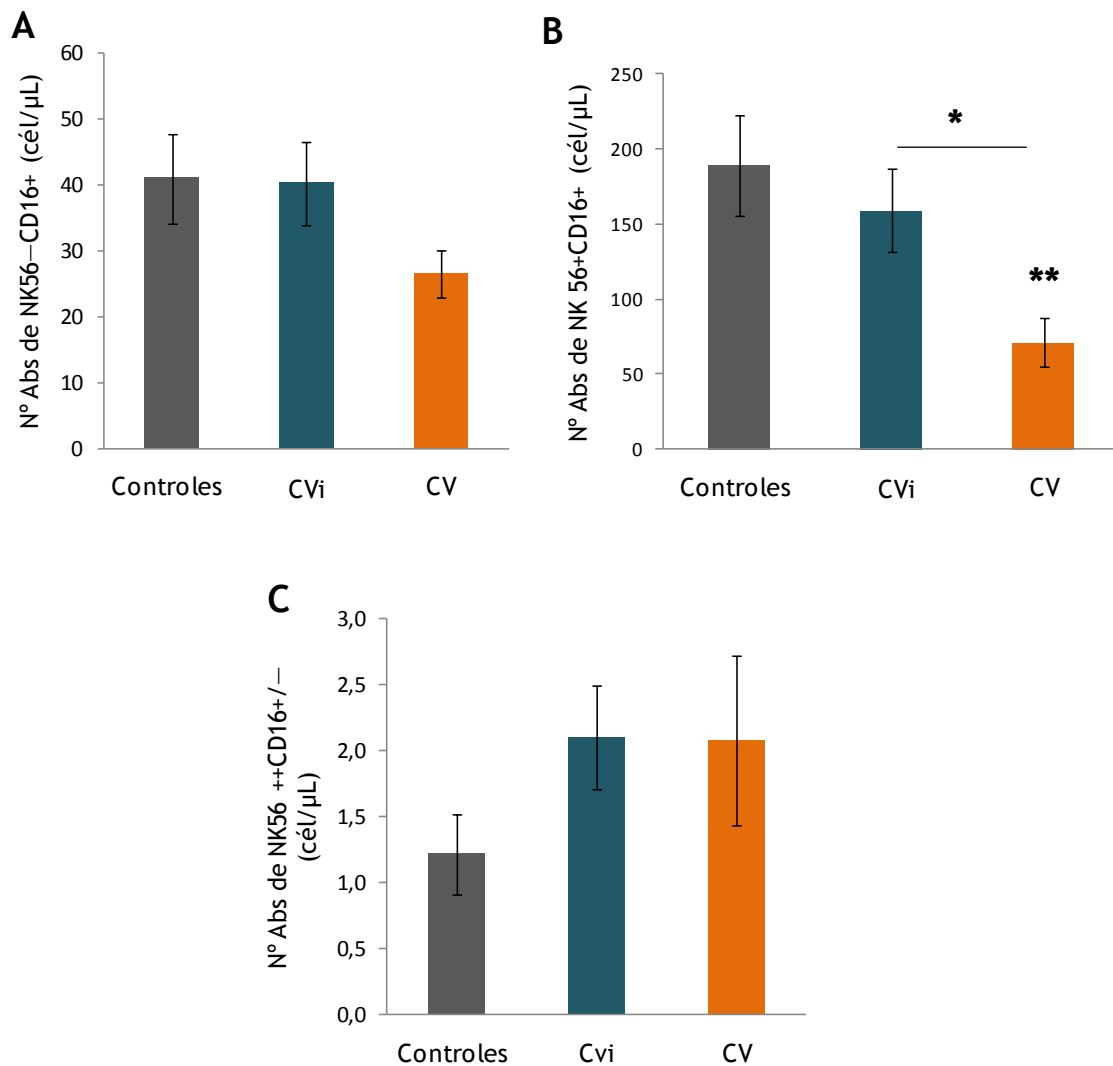 A
Nº Abs de NK56—CD16+ (cél/µL)
60
50
40
30
20
10
0
Controles
CVi
CV
B
Nº Abs de NK 56+CD16+ (cél/µL)
250
200
150
100
50
0
*
**
Controles
CVi
CV
C
Nº Abs de NK56 ++CD16+/—
(cél/µL)
3,0
2,5
2,0
1,5
1,0
0,5
0,0
Controles
Cvi
CV